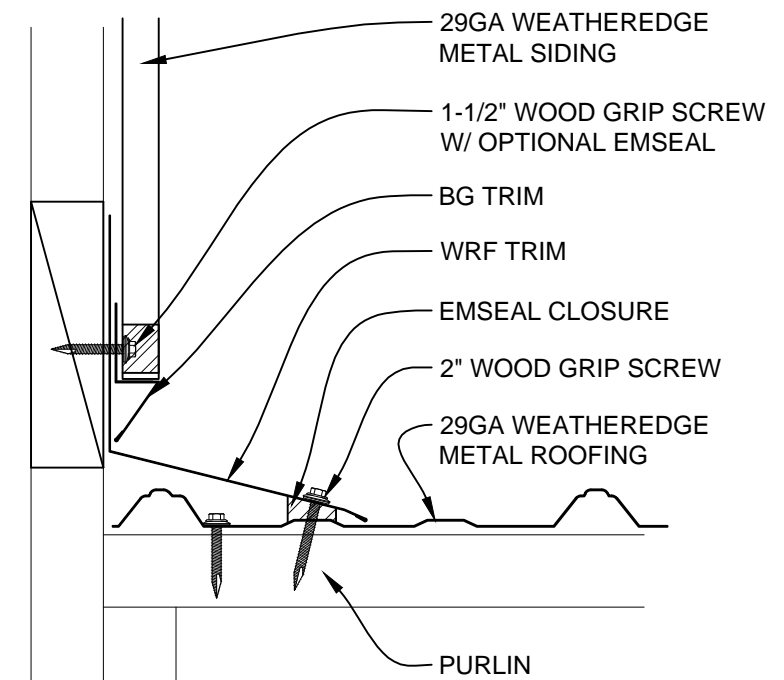 29GA WEATHEREDGE
METAL SIDING
1-1/2" WOOD GRIP SCREW
W/ OPTIONAL EMSEAL
BG TRIM
WRF TRIM
EMSEAL CLOSURE
2" WOOD GRIP SCREW
29GA WEATHEREDGE
METAL ROOFING
PURLIN